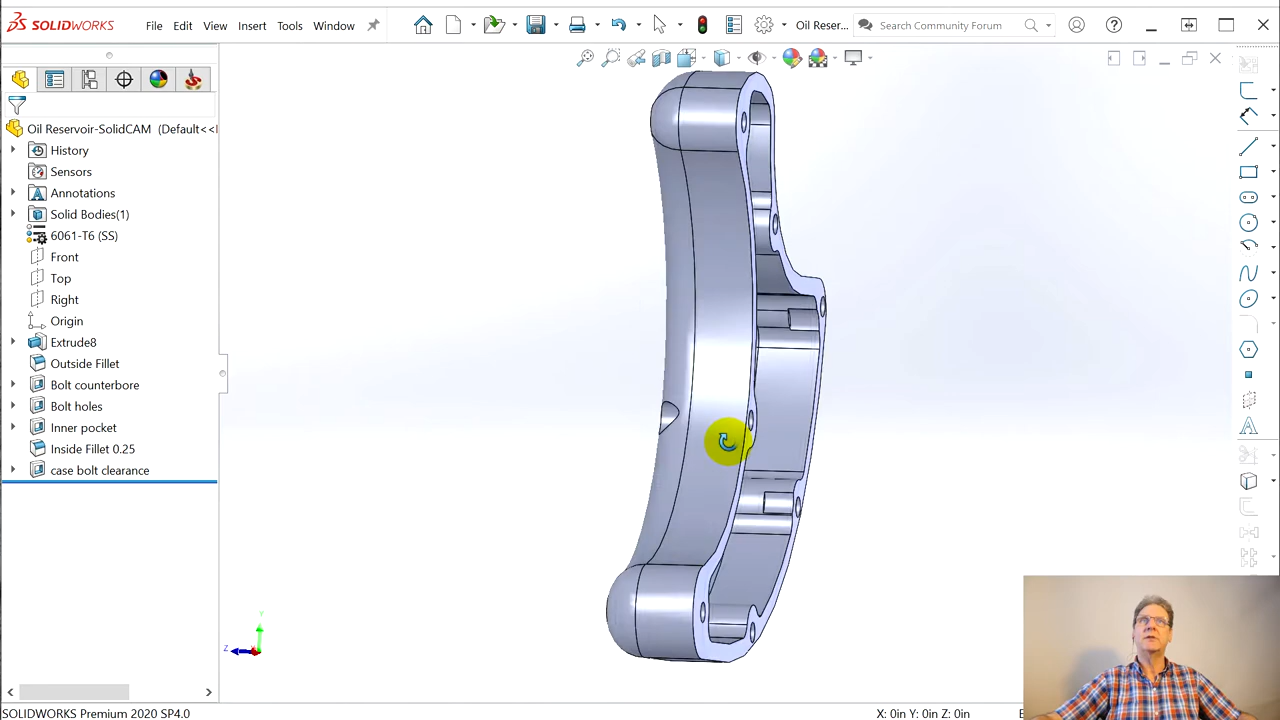 SOLIDWORKS File Edit View Insert Tools Window Oil Reser... Search Community Forum
Oil Reservoir-SolidCAM (Default<<
History
Sensors
Annotations
Solid Bodies(1)
6061-T6 (SS)
Front
Top
Right
Origin
Extrude8
Outside Fillet
Bolt counterbore
Bolt holes
Inner pocket
Inside Fillet 0.25
case bolt clearance
Y
Z
SOLIDWORKS Premium 2020 SP4.0 X: 0in Y: 0in Z: 0in